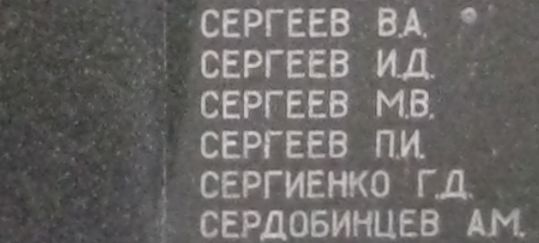 СЕРГЕЕВ В.А.
СЕРГЕЕВ И.Д.
СЕРГЕЕВ М.В.
СЕРГЕЕВ П.И.
СЕРГИЕНКО Г.Д.
СЕРДОБИНЦЕВ А.М.